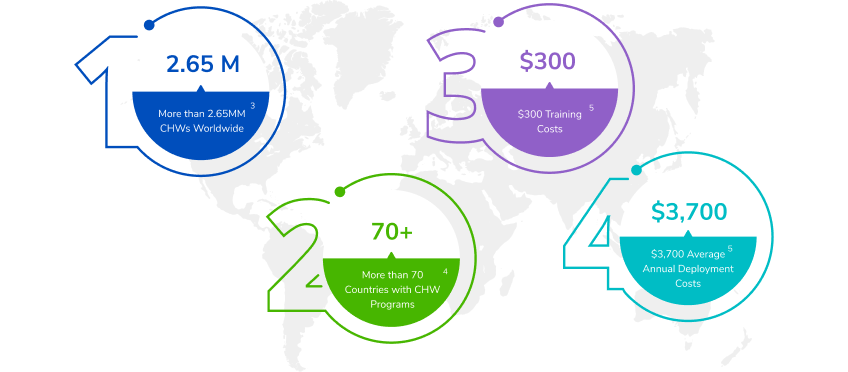 1
2.65 M
More than 2.65MM 3
CHWs Worldwide
2
70+
More than 70 4
Countries with CHW
Programs
3
$300
$300 Training 5
Costs
4
$3,700
$3,700 Average 5
Annual Deployment
Costs